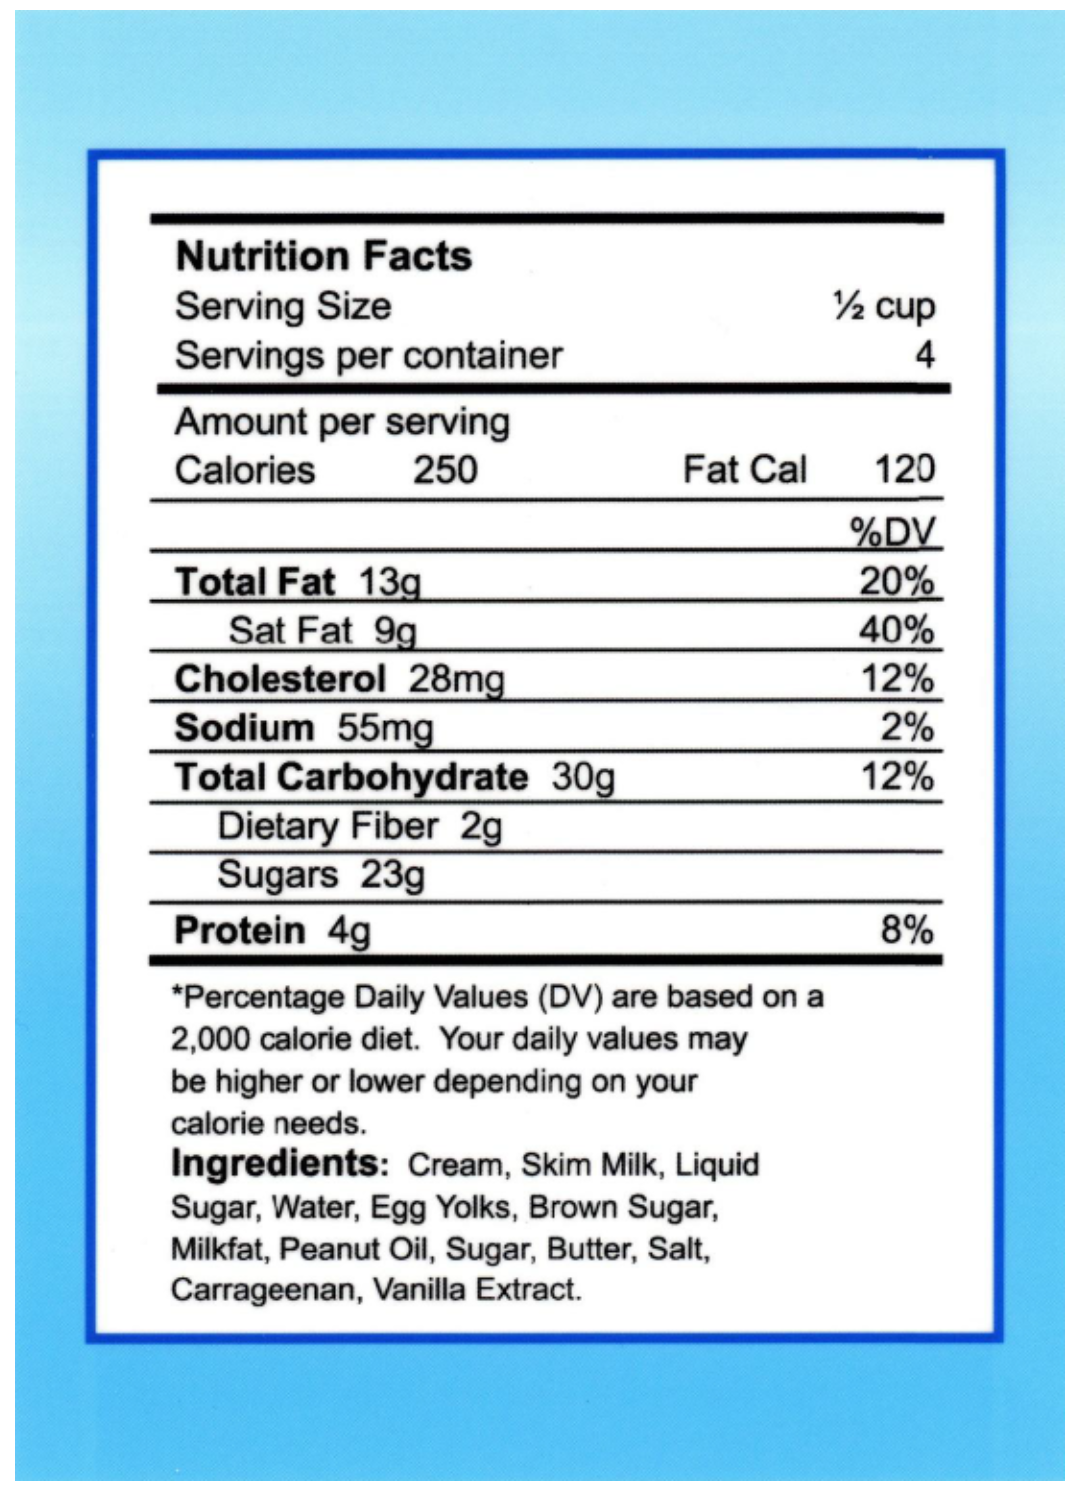 Nutrition Facts
Serving Size ½ cup
Servings per container 4
Amount per serving
Calories 250 Fat Cal 120
%DV
Total Fat 13g 20%
Sat Fat 9g 40%
Cholesterol 28mg 12%
Sodium 55mg 2%
Total Carbohydrate 30g 12%
Dietary Fiber 2g
Sugars 23g
Protein 4g 8%
*Percentage Daily Values (DV) are based on a
2,000 calorie diet. Your daily values may
be higher or lower depending on your
calorie needs.
Ingredients: Cream, Skim Milk, Liquid
Sugar, Water, Egg Yolks, Brown Sugar,
Milkfat, Peanut Oil, Sugar, Butter, Salt,
Carrageenan, Vanilla Extract.